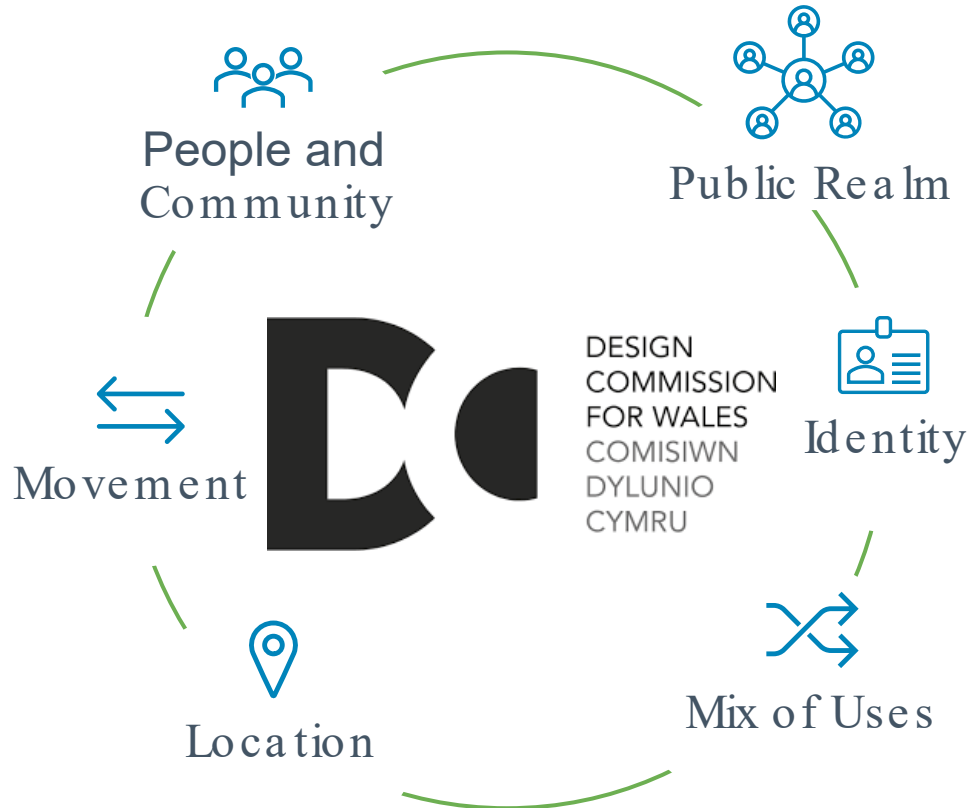 People and
Community
Public Realm
DESIGN
COMMISSION
FOR WALES
COMISIWN
DYLUNIO
CYMRU
Identity
Movement
Mix of Uses
Location